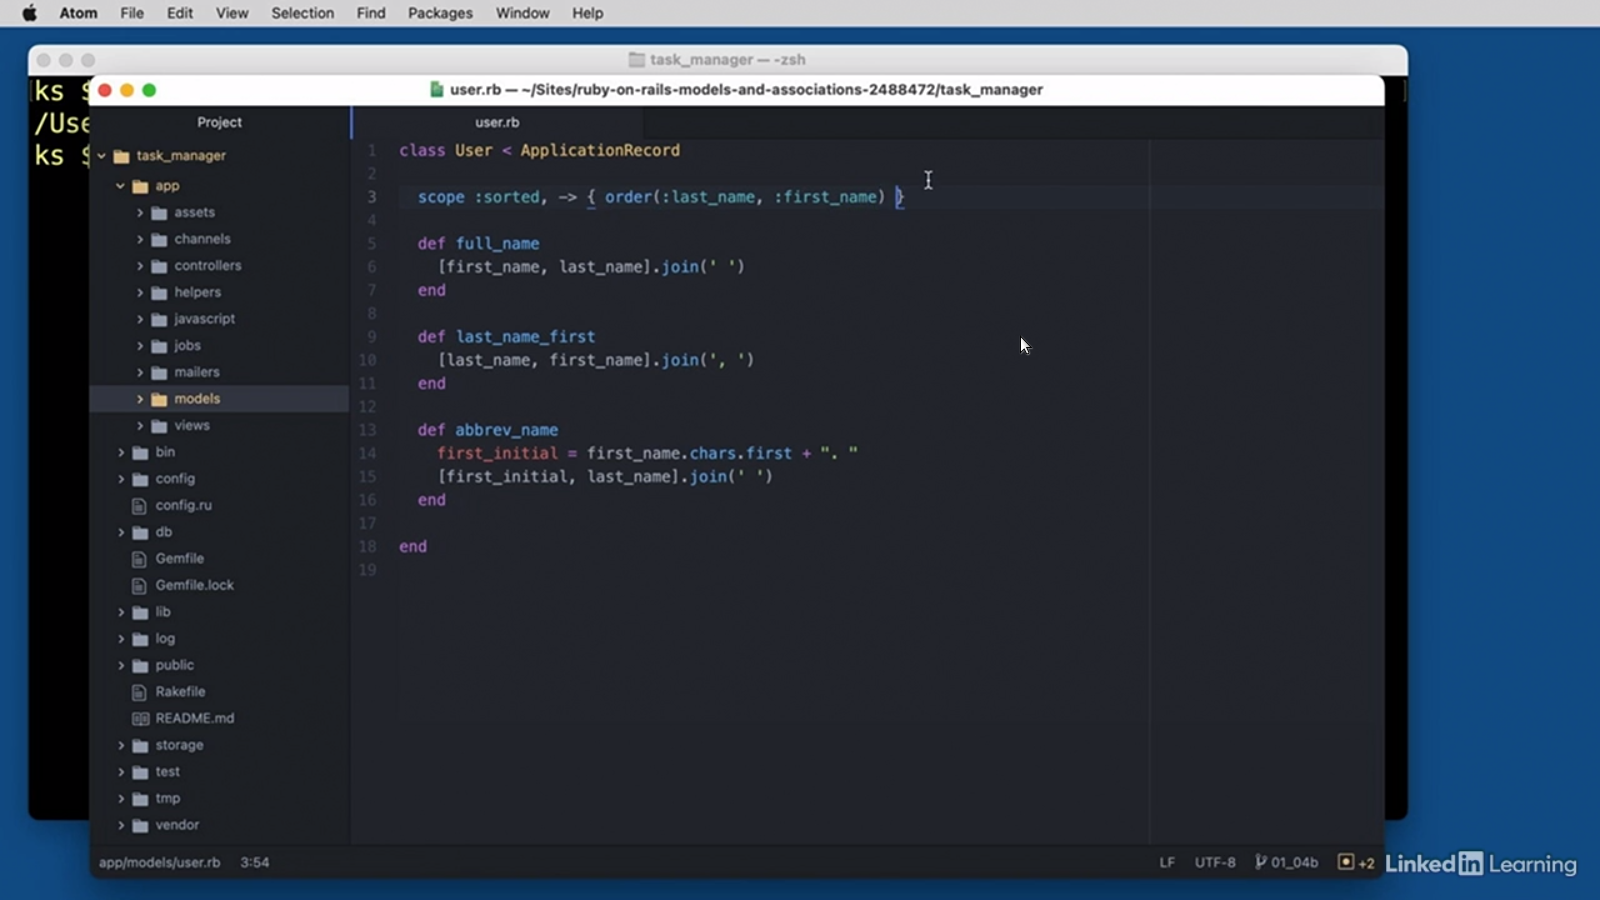 Atom File Edit View Selection Find Packages Window Help
task_manager — -zsh
ks $
/Use
ks $
user.rb — ~/Sites/ruby-on-rails-models-and-associations-2488472/task_manager
Project
task_manager
app
assets
channels
controllers
helpers
javascript
jobs
mailers
models
views
bin
config
config.ru
db
Gemfile
Gemfile.lock
lib
log
public
Rakefile
README.md
storage
test
tmp
vendor
user.rb
1 class User < ApplicationRecord
2
3 scope :sorted, -> { order(:last_name, :first_name) }
4
5 def full_name
6 [first_name, last_name].join(' ')
7 end
8
9 def last_name_first
10 [last_name, first_name].join(', ')
11 end
12
13 def abbrev_name
14 first_initial = first_name.chars.first + ". "
15 [first_initial, last_name].join(' ')
16 end
17
18 end
19
app/models/user.rb 3:54
LF UTF-8 01_04b +2
LinkedIn Learning